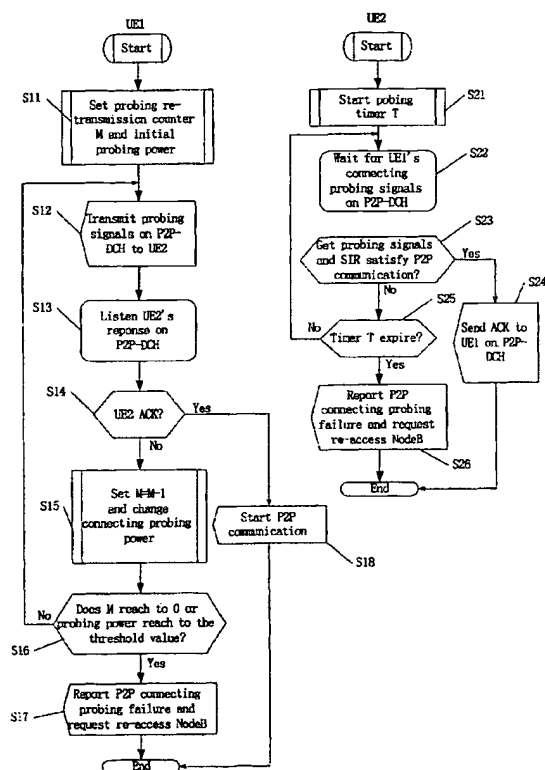 UE1
Start
S11
Set probing re-
transmission counter
M and initial
probing power
S12
Transmit probing
signals on P2P-
DCH to UE2
S13
Listen UE2's
reponse on
P2P-DCH
S14
UE2 ACK?
Yes
No
S15
Set M=M-1
and change
connecting probing
power
Start P2P
communication
S18
No
Does M reach to 0 or
probing power reach to the
threshold value?
S16
Yes
S17
Report P2P connecting
probing failure and
request re-access NodeB
End
UE2
Start
Start pobing
timer T
S21
Wait for UE1's
connecting
probing signals
on P2P-DCH
S22
S23
Get probing signals
and SIR satisfy P2P
communication?
Yes
No
S24
Send ACK to
UE1 on P2P-
DCH
S25
No
Timer T expire?
Yes
Report P2P
connecting probing
failure and request
re-access NodeB
S26
End